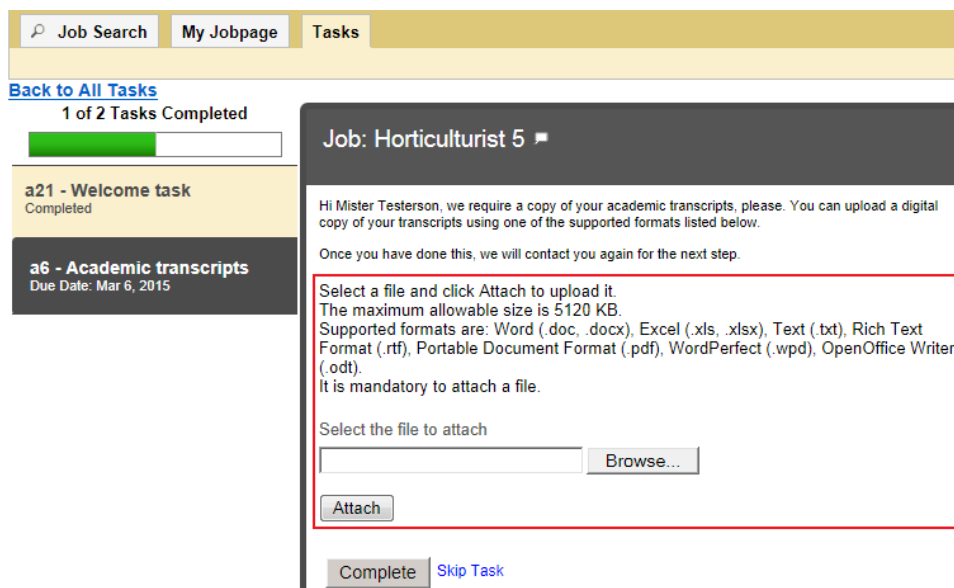 Job Search
My Jobpage
Tasks
Back to All Tasks
1 of 2 Tasks Completed
a21 - Welcome task
Completed
a6 - Academic transcripts
Due Date: Mar 6, 2015
Job: Horticulturist 5
Hi Mister Testerson, we require a copy of your academic transcripts, please. You can upload a digital
copy of your transcripts using one of the supported formats listed below.
Once you have done this, we will contact you again for the next step.
Select a file and click Attach to upload it.
The maximum allowable size is 5120 KB.
Supported formats are: Word (.doc, .docx), Excel (.xls, .xlsx), Text (.txt), Rich Text
Format (.rtf), Portable Document Format (.pdf), WordPerfect (.wpd), OpenOffice Writer
(.odt).
It is mandatory to attach a file.
Select the file to attach
Browse...
Attach
Complete
Skip Task